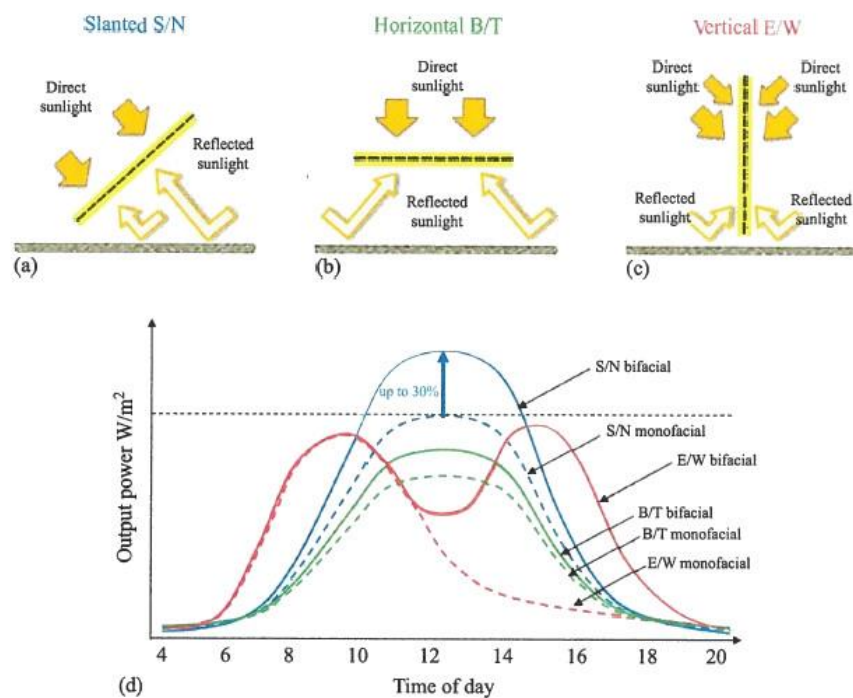 Slanted S/N
Direct
sunlight
Reflected
sunlight
(a)
Horizontal B/T
Direct
sunlight
Reflected
sunlight
(b)
Vertical E/W
Direct
sunlight
Direct
sunlight
Reflected
sunlight
Reflected
sunlight
(c)
Output power W/m²
up to 30%
S/N bifacial
S/N monofacial
E/W bifacial
B/T bifacial
B/T monofacial
E/W monofacial
4 6 8 10 12 14 16 18 20
Time of day
(d)